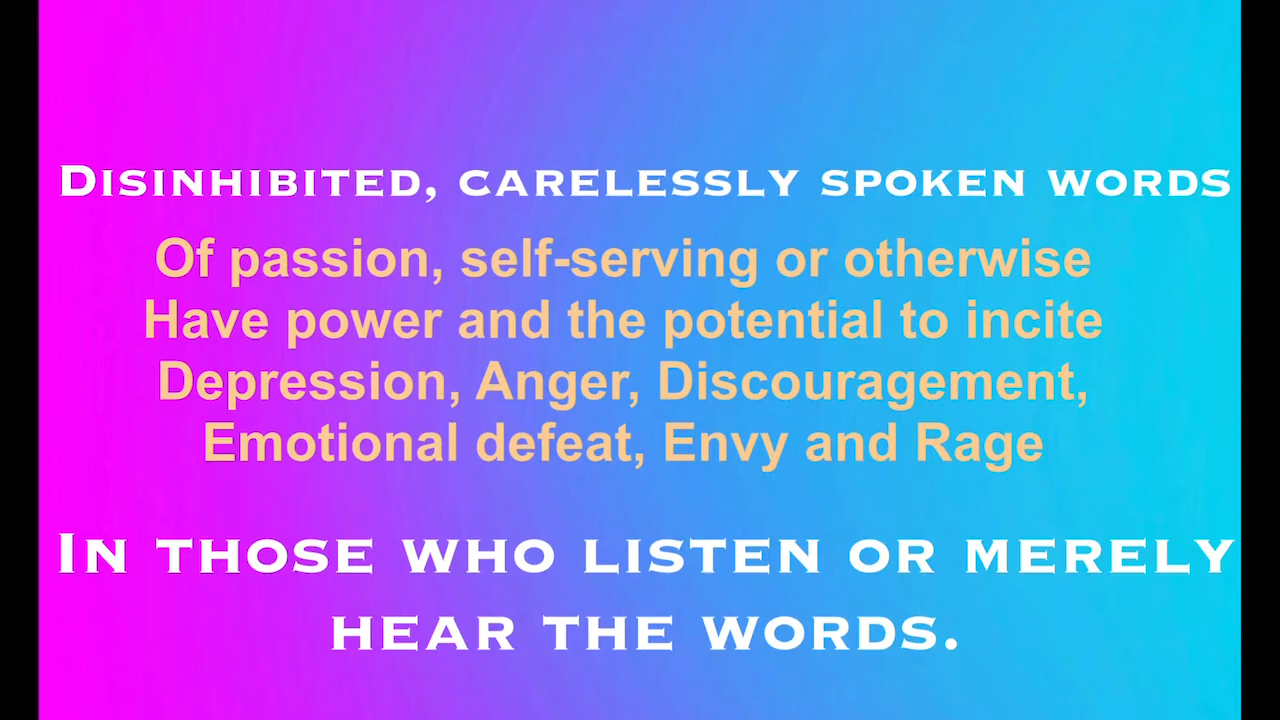 Disinhibited, carelessly spoken words
Of passion, self-serving or otherwise
Have power and the potential to incite
Depression, Anger, Discouragement,
Emotional defeat, Envy and Rage
In those who listen or merely
hear the words.